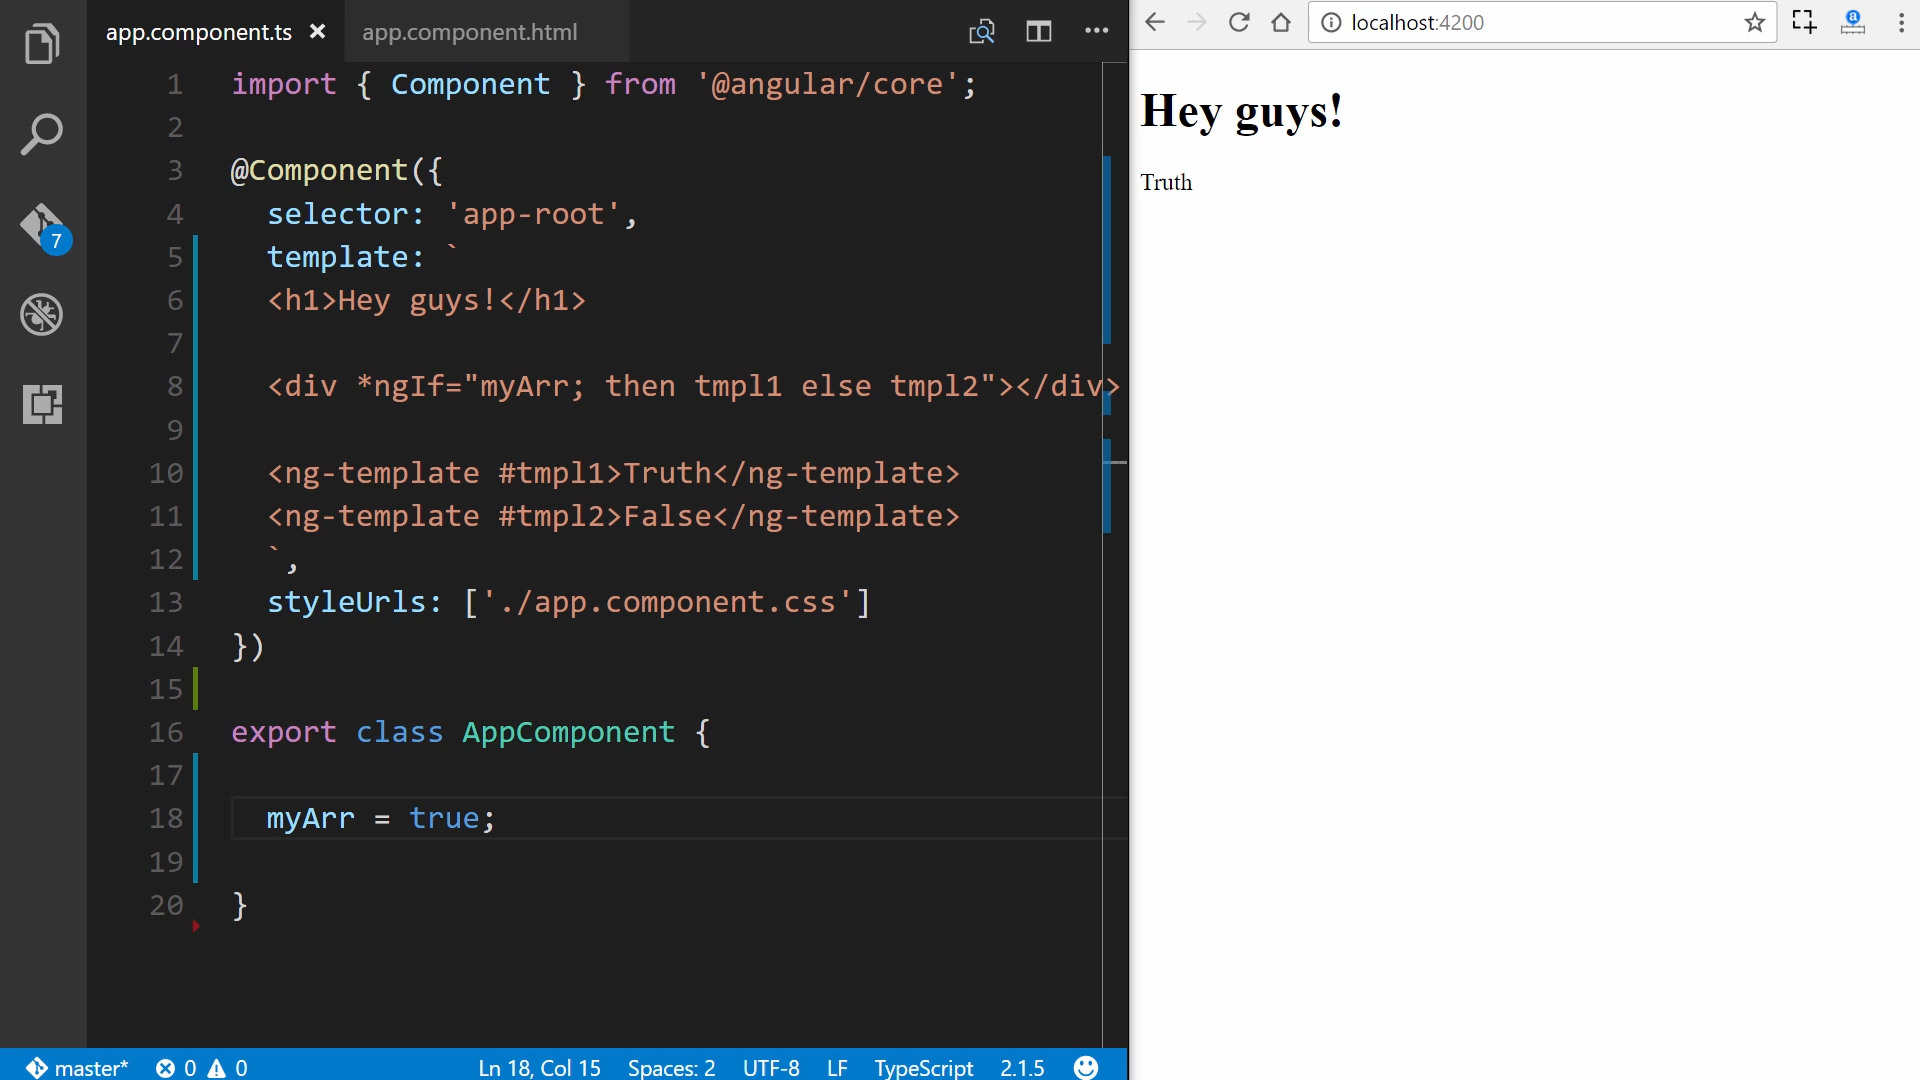 app.component.ts
app.component.html
1 import { Component } from '@angular/core';
2
3 @Component({
4   selector: 'app-root',
5   template: `
6   <h1>Hey guys!</h1>
7
8   <div *ngIf="myArr; then tmpl1 else tmpl2"></div>
9
10   <ng-template #tmpl1>Truth</ng-template>
11   <ng-template #tmpl2>False</ng-template>
12   `,
13   styleUrls: ['./app.component.css']
14 })
15
16 export class AppComponent {
17
18   myArr = true;
19
20 }
7
master* 0 0 Ln 18, Col 15 Spaces: 2 UTF-8 LF TypeScript 2.1.5
localhost:4200
a
Hey guys!
Truth